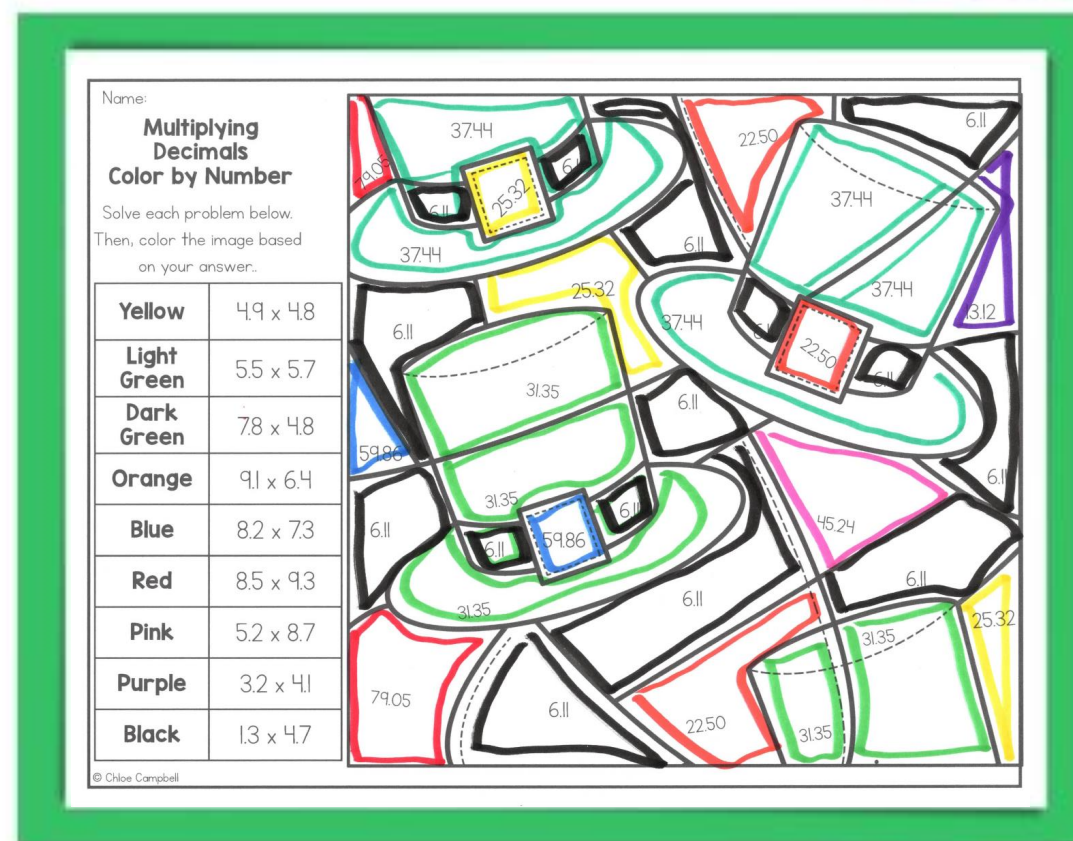 Name:
Multiplying
Decimals
Color by Number
Solve each problem below.
Then, color the image based
on your answer..
Yellow 4.9 x 4.8
Light
Green 5.5 x 5.7
Dark
Green 7.8 x 4.8
Orange 9.1 x 6.4
Blue 8.2 x 7.3
Red 8.5 x 9.3
Pink 5.2 x 8.7
Purple 3.2 x 4.1
Black 1.3 x 4.7
© Chloe Campbell
37.44
22.50
6.11
79.05
25.32
6.11
37.44
6.11
37.44
6.11
25.32
37.44
37.44
13.12
6.11
22.50
6.11
31.35
6.11
59.86
31.35
6.11
6.11
45.24
6.11
59.86
6.11
31.35
6.11
6.11
31.35
25.32
79.05
6.11
22.50
31.35